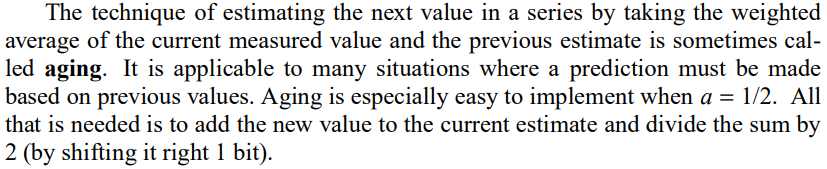 The technique of estimating the next value in a series by taking the weighted
average of the current measured value and the previous estimate is sometimes cal-
led aging. It is applicable to many situations where a prediction must be made
based on previous values. Aging is especially easy to implement when a = 1/2. All
that is needed is to add the new value to the current estimate and divide the sum by
2 (by shifting it right 1 bit).